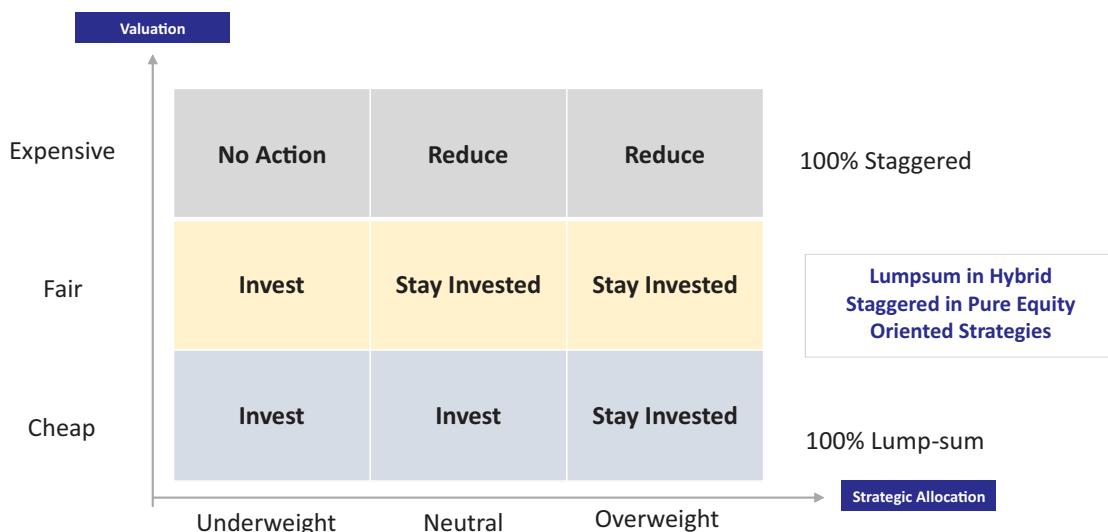 Valuation
Expensive
No Action
Reduce
Reduce
100% Staggered
Fair
Invest
Stay Invested
Stay Invested
Lumpsum in Hybrid
Staggered in Pure Equity
Oriented Strategies
Cheap
Invest
Invest
Stay Invested
100% Lump-sum
Strategic Allocation
Underweight
Neutral
Overweight